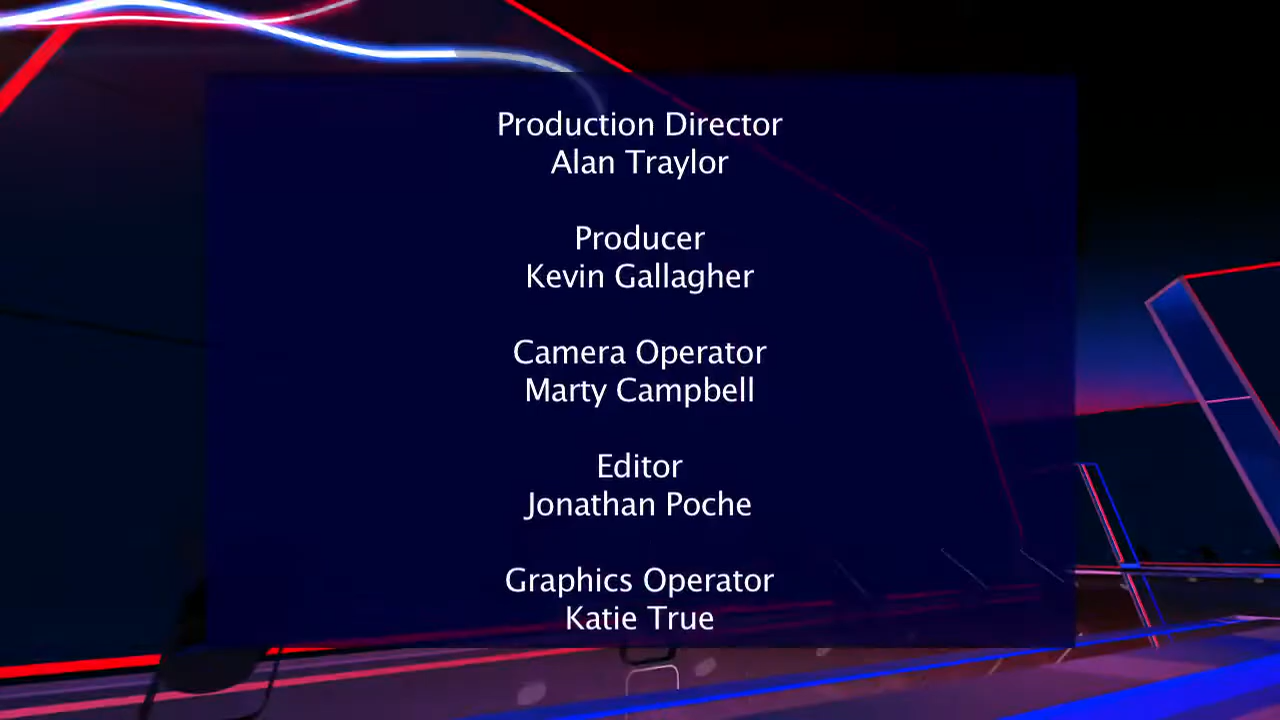 Production Director
Alan Traylor
Producer
Kevin Gallagher
Camera Operator
Marty Campbell
Editor
Jonathan Poche
Graphics Operator
Katie True